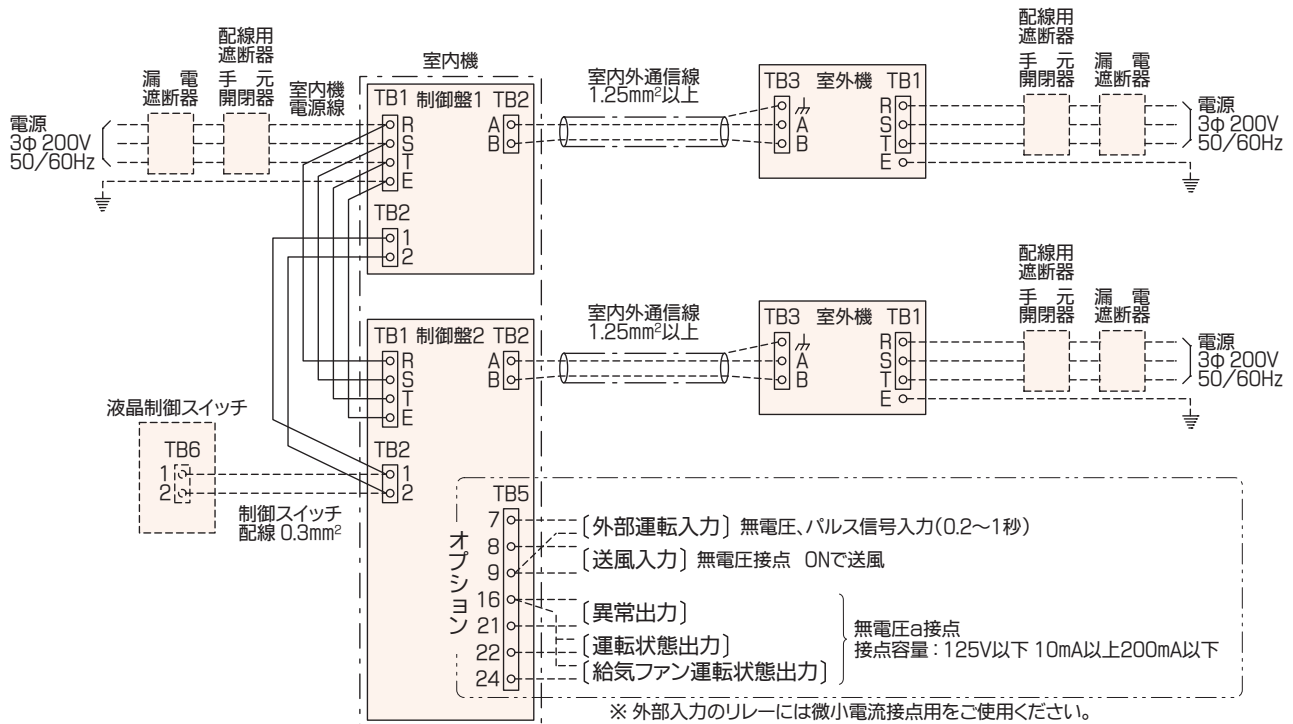 電源
3φ 200V
50/60Hz
漏 電
遮断器
配線用
遮断器
手 元
開閉器
室内機
電源線
室内機
TB1 制御盤1 TB2
R
S
T
E
A
B
TB2
1
2
室内外通信線
1.25mm²以上
TB3 室外機 TB1
A
B
R
S
T
E
配線用
遮断器
手 元
開閉器
漏 電
遮断器
電源
3φ 200V
50/60Hz
TB1 制御盤2 TB2
R
S
T
E
A
B
TB2
1
2
室内外通信線
1.25mm²以上
TB3 室外機 TB1
A
B
R
S
T
E
配線用
遮断器
手 元
開閉器
漏 電
遮断器
電源
3φ 200V
50/60Hz
液晶制御スイッチ
TB6
1
2
制御スイッチ
配線 0.3mm²
オプション
TB5
7
8
9
16
21
22
24
〔外部運転入力〕 無電圧、パルス信号入力(0.2～1秒)
〔送風入力〕 無電圧接点 ONで送風
〔異常出力〕
〔運転状態出力〕
〔給気ファン運転状態出力〕
無電圧a接点
接点容量：125V以下 10mA以上200mA以下
※ 外部入力のリレーには微小電流接点用をご使用ください。